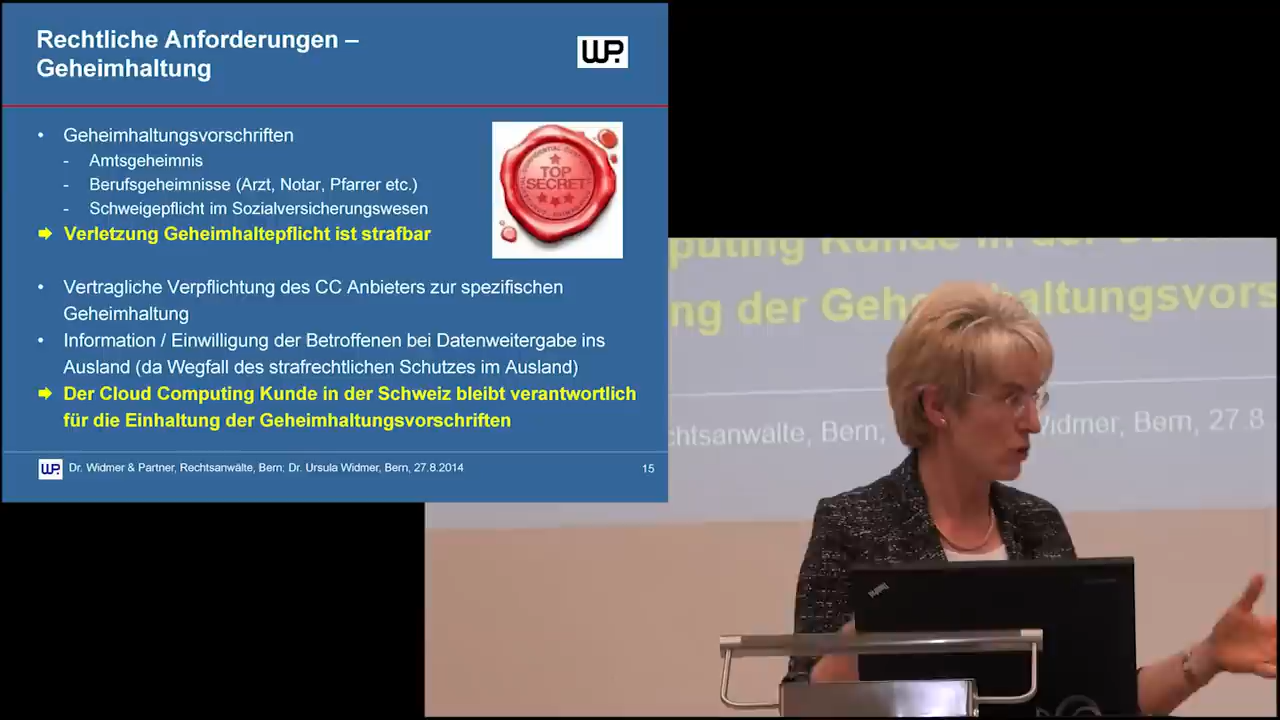 Rechtliche Anforderungen –
Geheimhaltung
WP.
• Geheimhaltungsvorschriften
- Amtsgeheimnis
- Berufsgeheimnisse (Arzt, Notar, Pfarrer etc.)
- Schweigepflicht im Sozialversicherungswesen
Verletzung Geheimhaltepflicht ist strafbar
TOP
SECRET
• Vertragliche Verpflichtung des CC Anbieters zur spezifischen
Geheimhaltung
• Information / Einwilligung der Betroffenen bei Datenweitergabe ins
Ausland (da Wegfall des strafrechtlichen Schutzes im Ausland)
Der Cloud Computing Kunde in der Schweiz bleibt verantwortlich
für die Einhaltung der Geheimhaltungsvorschriften
WP. Dr. Widmer & Partner, Rechtsanwälte, Bern: Dr. Ursula Widmer, Bern, 27.8.2014
15
puting Kunde in der
ng der Geh altungsvors
chtsanwälte, Bern, Widmer, Bern, 27.8